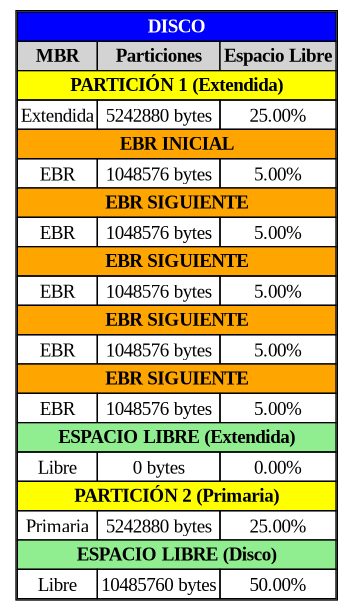 DISCO
MBR Particiones Espacio Libre
PARTICIÓN 1 (Extendida)
Extendida 5242880 bytes 25.00%
EBR INICIAL
EBR 1048576 bytes 5.00%
EBR SIGUIENTE
EBR 1048576 bytes 5.00%
EBR SIGUIENTE
EBR 1048576 bytes 5.00%
EBR SIGUIENTE
EBR 1048576 bytes 5.00%
EBR SIGUIENTE
EBR 1048576 bytes 5.00%
ESPACIO LIBRE (Extendida)
Libre 0 bytes 0.00%
PARTICIÓN 2 (Primaria)
Primaria 5242880 bytes 25.00%
ESPACIO LIBRE (Disco)
Libre 10485760 bytes 50.00%